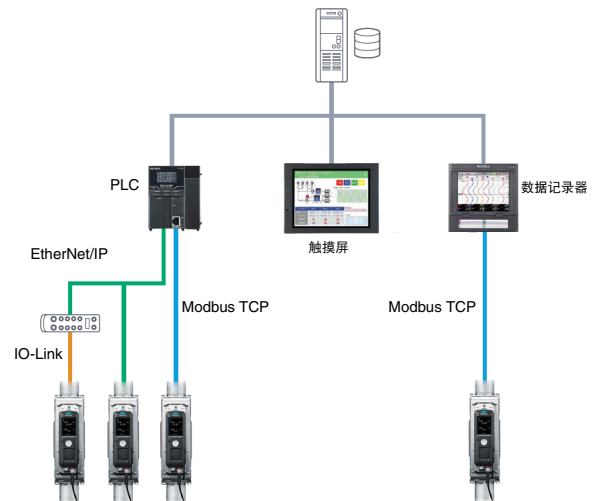 PLC
触摸屏
数据记录器
EtherNet/IP
Modbus TCP
Modbus TCP
IO-Link